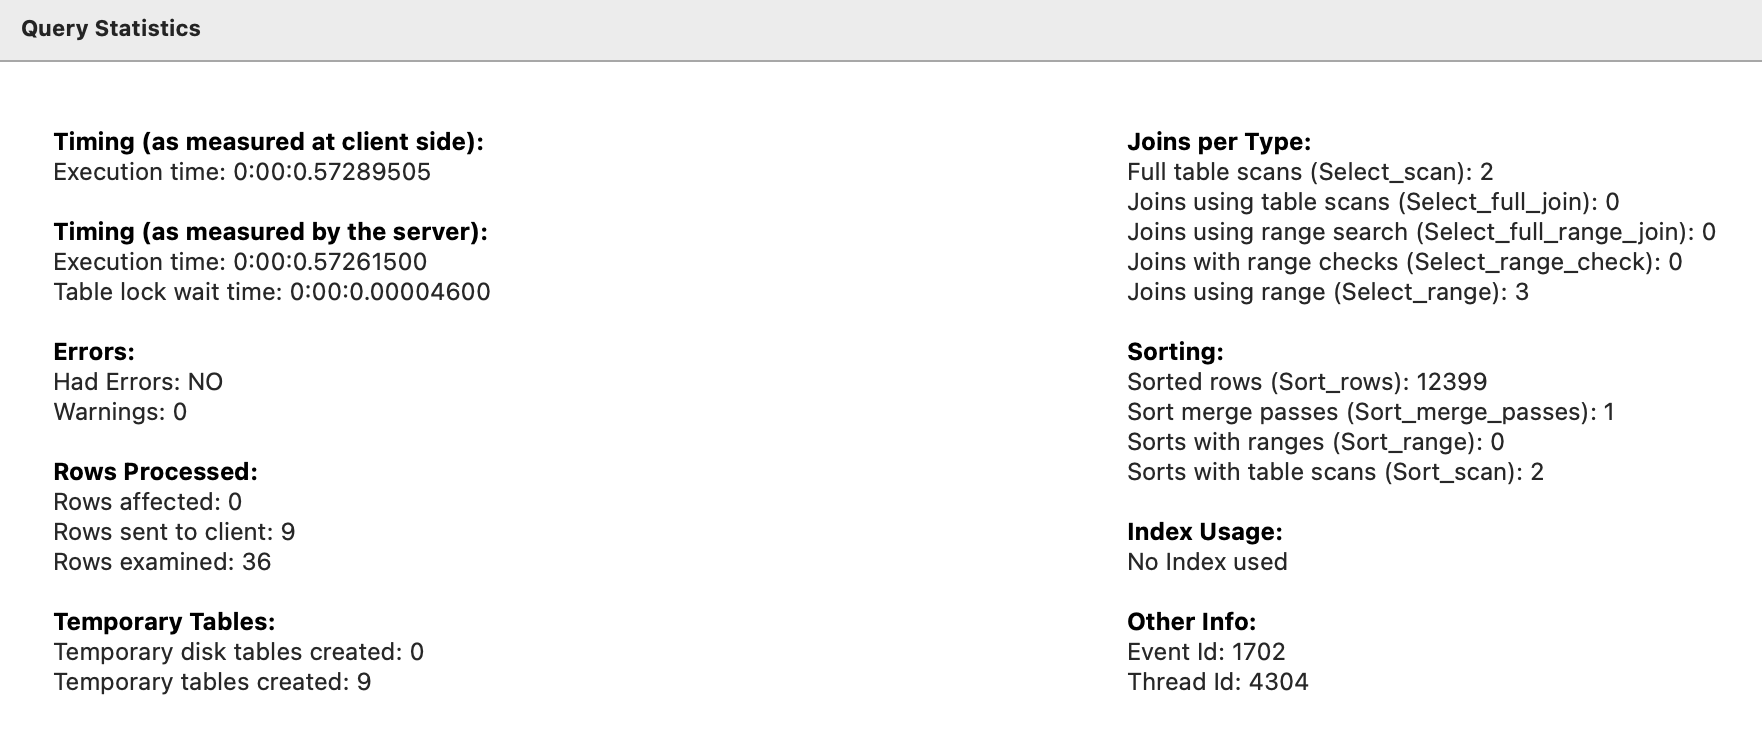 Query Statistics
Timing (as measured at client side):
Execution time: 0:00:0.57289505
Timing (as measured by the server):
Execution time: 0:00:0.57261500
Table lock wait time: 0:00:0.00004600
Errors:
Had Errors: NO
Warnings: 0
Rows Processed:
Rows affected: 0
Rows sent to client: 9
Rows examined: 36
Temporary Tables:
Temporary disk tables created: 0
Temporary tables created: 9
Joins per Type:
Full table scans (Select_scan): 2
Joins using table scans (Select_full_join): 0
Joins using range search (Select_full_range_join): 0
Joins with range checks (Select_range_check): 0
Joins using range (Select_range): 3
Sorting:
Sorted rows (Sort_rows): 12399
Sort merge passes (Sort_merge_passes): 1
Sorts with ranges (Sort_range): 0
Sorts with table scans (Sort_scan): 2
Index Usage:
No Index used
Other Info:
Event Id: 1702
Thread Id: 4304